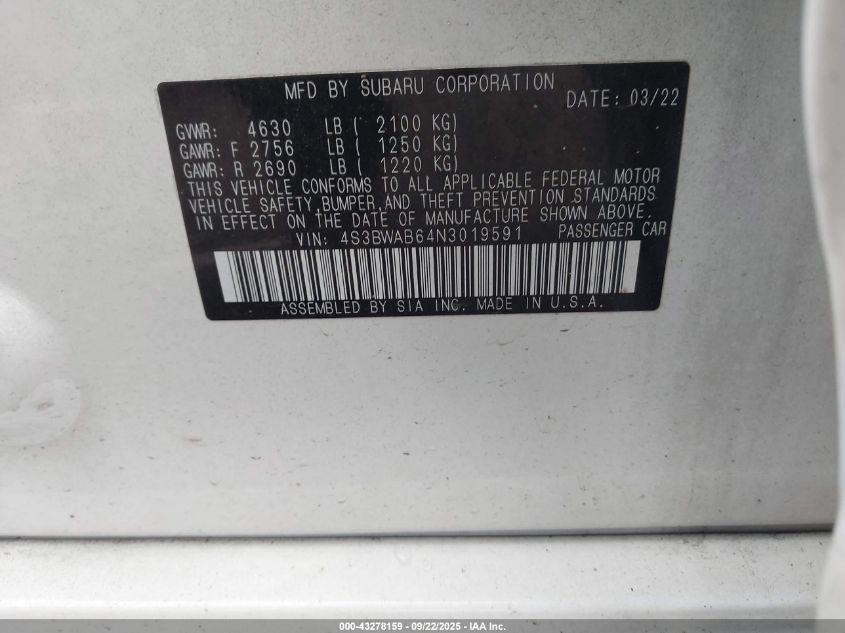 MFD BY SUBARU CORPORATION
DATE: 03/22
GVWR: 4630 LB ( 2100 KG)
GAWR: F 2756 LB ( 1250 KG)
GAWR: R 2690 LB ( 1220 KG)
THIS VEHICLE CONFORMS TO ALL APPLICABLE FEDERAL MOTOR
VEHICLE SAFETY,BUMPER,AND THEFT PREVENTION STANDARDS
IN EFFECT ON THE DATE OF MANUFACTURE SHOWN ABOVE.
VIN: 4S3BWAB64N3019591 PASSENGER CAR
ASSEMBLED BY SIA INC. MADE IN U.S.A.
000-43278159 - 09/22/2025 - IAA Inc.